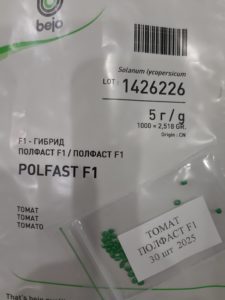 bejo
Solanum lycopersicum
LOT: 1426226
5 г/g
1000 = 2,518 GR.
Origin: CN
F1 - ГИБРИД
ПОЛФАСТ F1 / ПОЛФАСТ F1
POLFAST F1
ТОМАТ
ТОМАТ
TOMATO
ТОМАТ
ПОЛФАСТ F1
30 шт 2025
That's